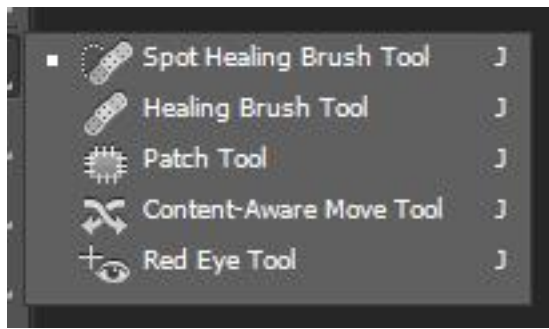 Spot Healing Brush Tool J
Healing Brush Tool J
Patch Tool J
Content-Aware Move Tool J
Red Eye Tool J